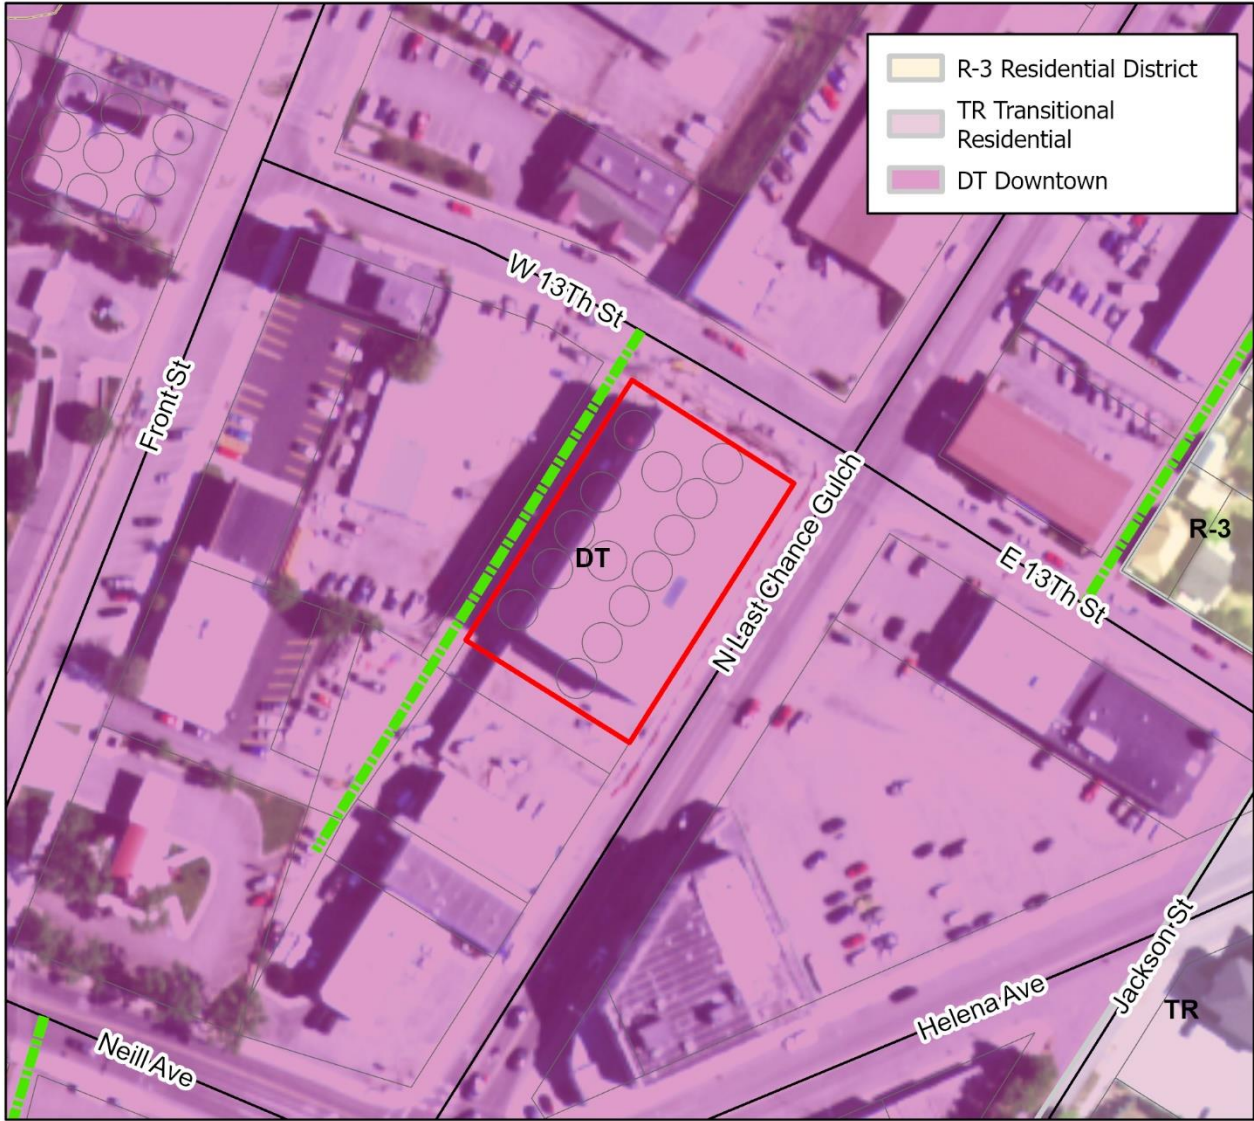 R-3 Residential District
TR Transitional
Residential
DT Downtown
W 13Th St
Front St
N Last Chance Gulch
R-3
DT
E 13Th St
Jackson St
Helena Ave
TR
Neill Ave